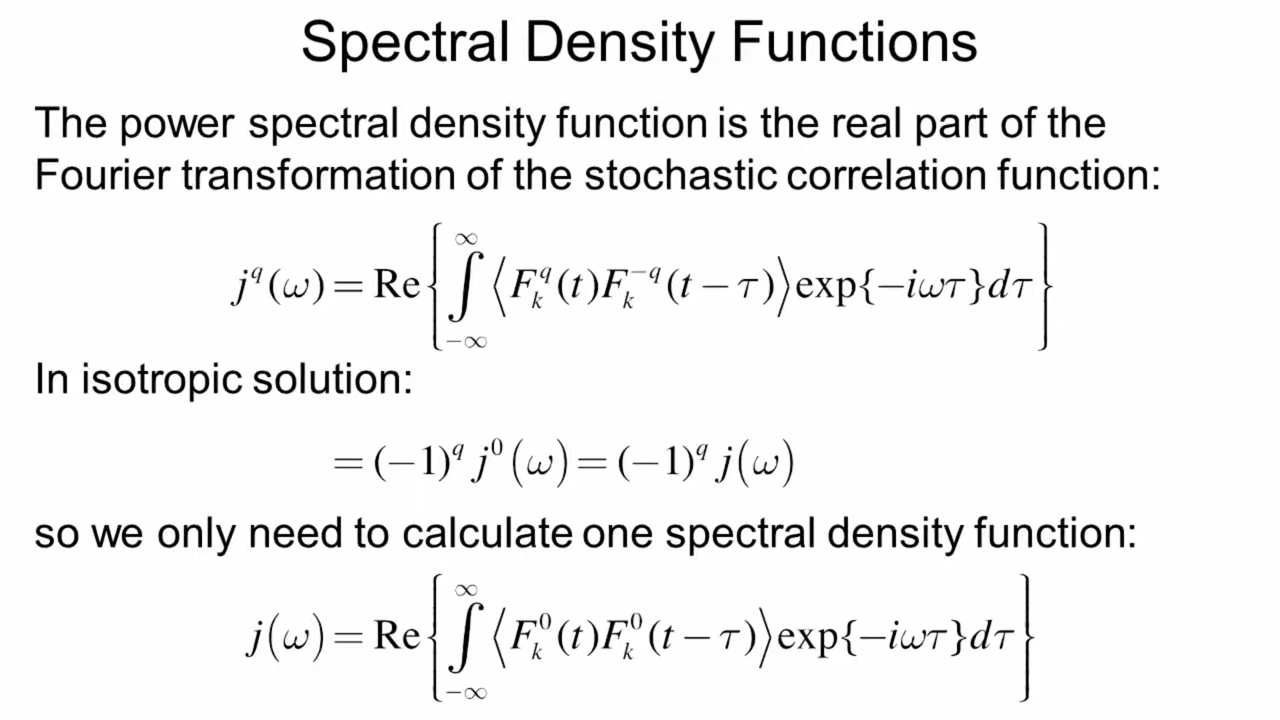 Spectral Density Functions
The power spectral density function is the real part of the
Fourier transformation of the stochastic correlation function:
j^q(ω) = Re{∫_{-∞}^{∞} ⟨F_k^q(t)F_k^{-q}(t − τ)⟩exp{−iωτ}dτ}
In isotropic solution:
= (−1)^q j^0(ω) = (−1)^q j(ω)
so we only need to calculate one spectral density function:
j(ω) = Re{∫_{-∞}^{∞} ⟨F_k^0(t)F_k^0(t − τ)⟩exp{−iωτ}dτ}